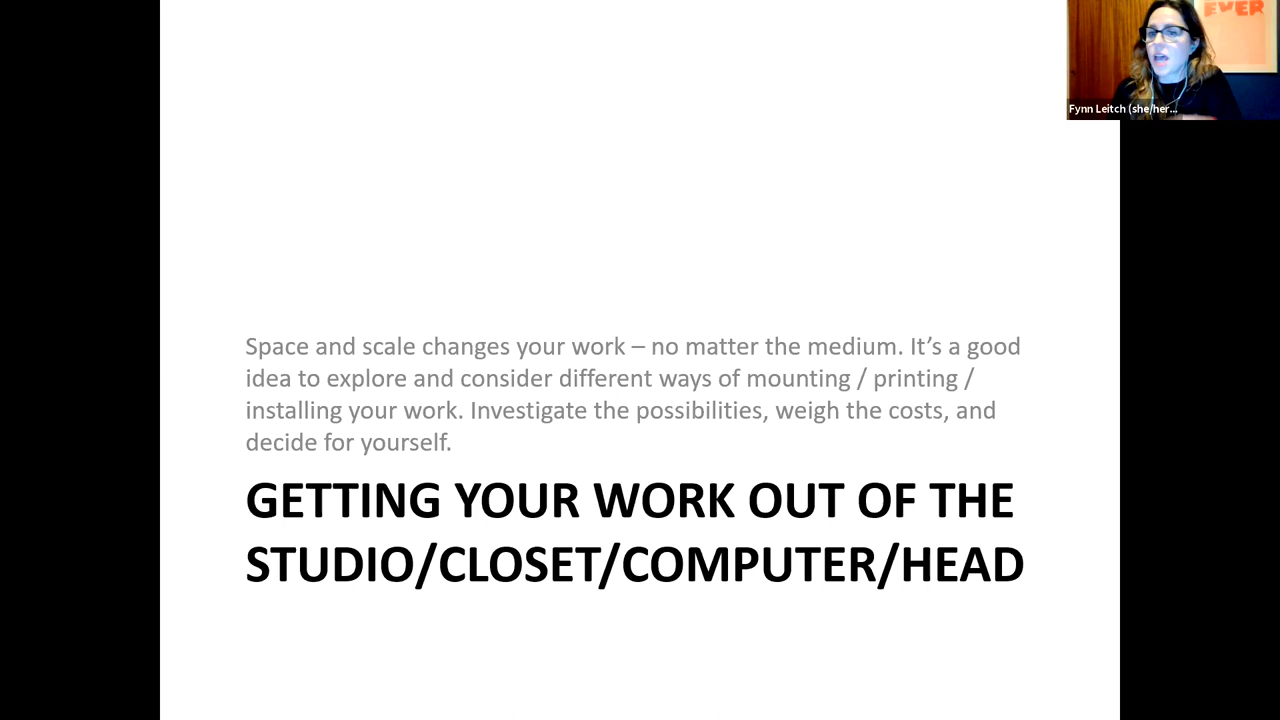 EVER
Fynn Leitch (she/her...
Space and scale changes your work – no matter the medium. It’s a good
idea to explore and consider different ways of mounting / printing /
installing your work. Investigate the possibilities, weigh the costs, and
decide for yourself.
GETTING YOUR WORK OUT OF THE
STUDIO/CLOSET/COMPUTER/HEAD